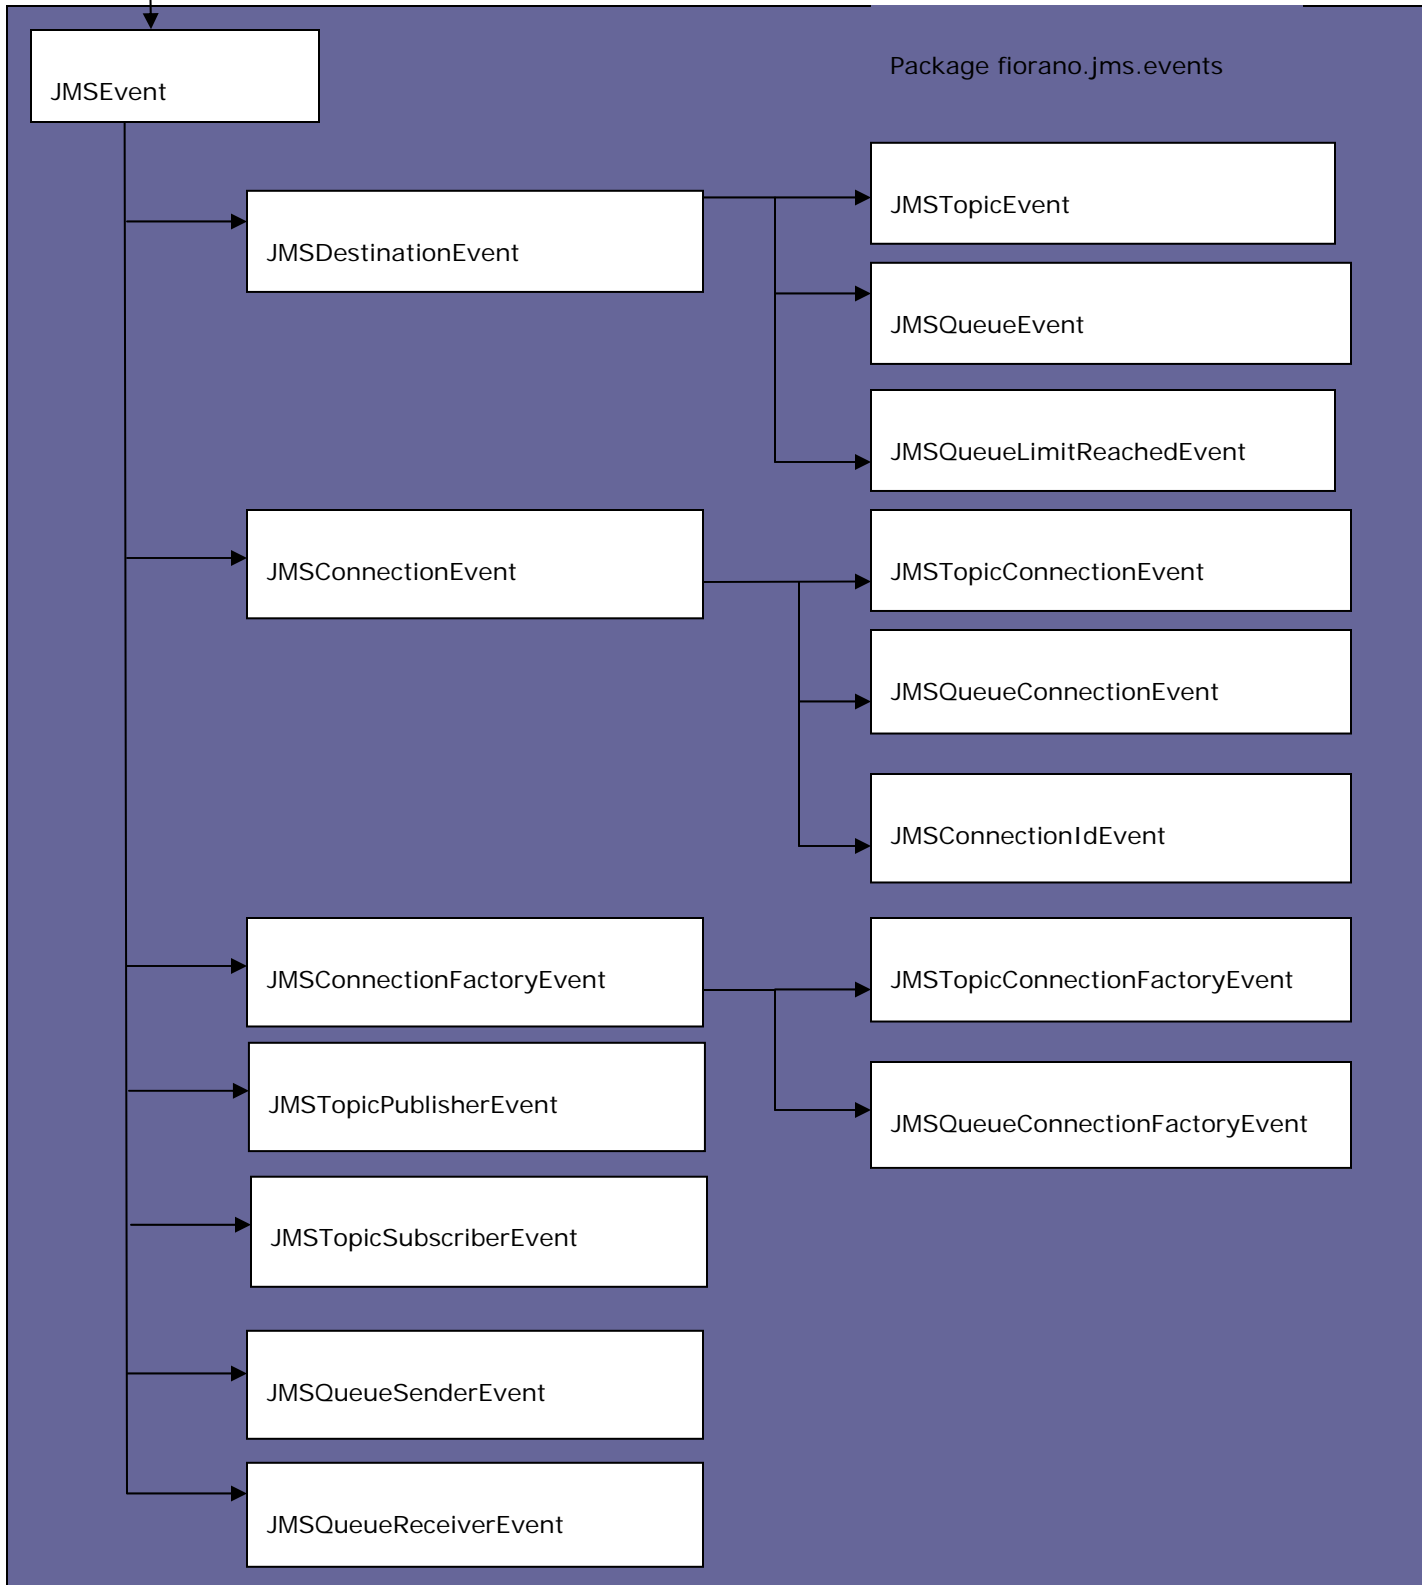 Package fiorano.jms.events
JMSEvent
JMSDestinationEvent
JMSTopicEvent
JMSQueueEvent
JMSQueueLimitReachedEvent
JMSConnectionEvent
JMSTopicConnectionEvent
JMSQueueConnectionEvent
JMSConnectionIdEvent
JMSConnectionFactoryEvent
JMSTopicConnectionFactoryEvent
JMSQueueConnectionFactoryEvent
JMSTopicPublisherEvent
JMSTopicSubscriberEvent
JMSQueueSenderEvent
JMSQueueReceiverEvent